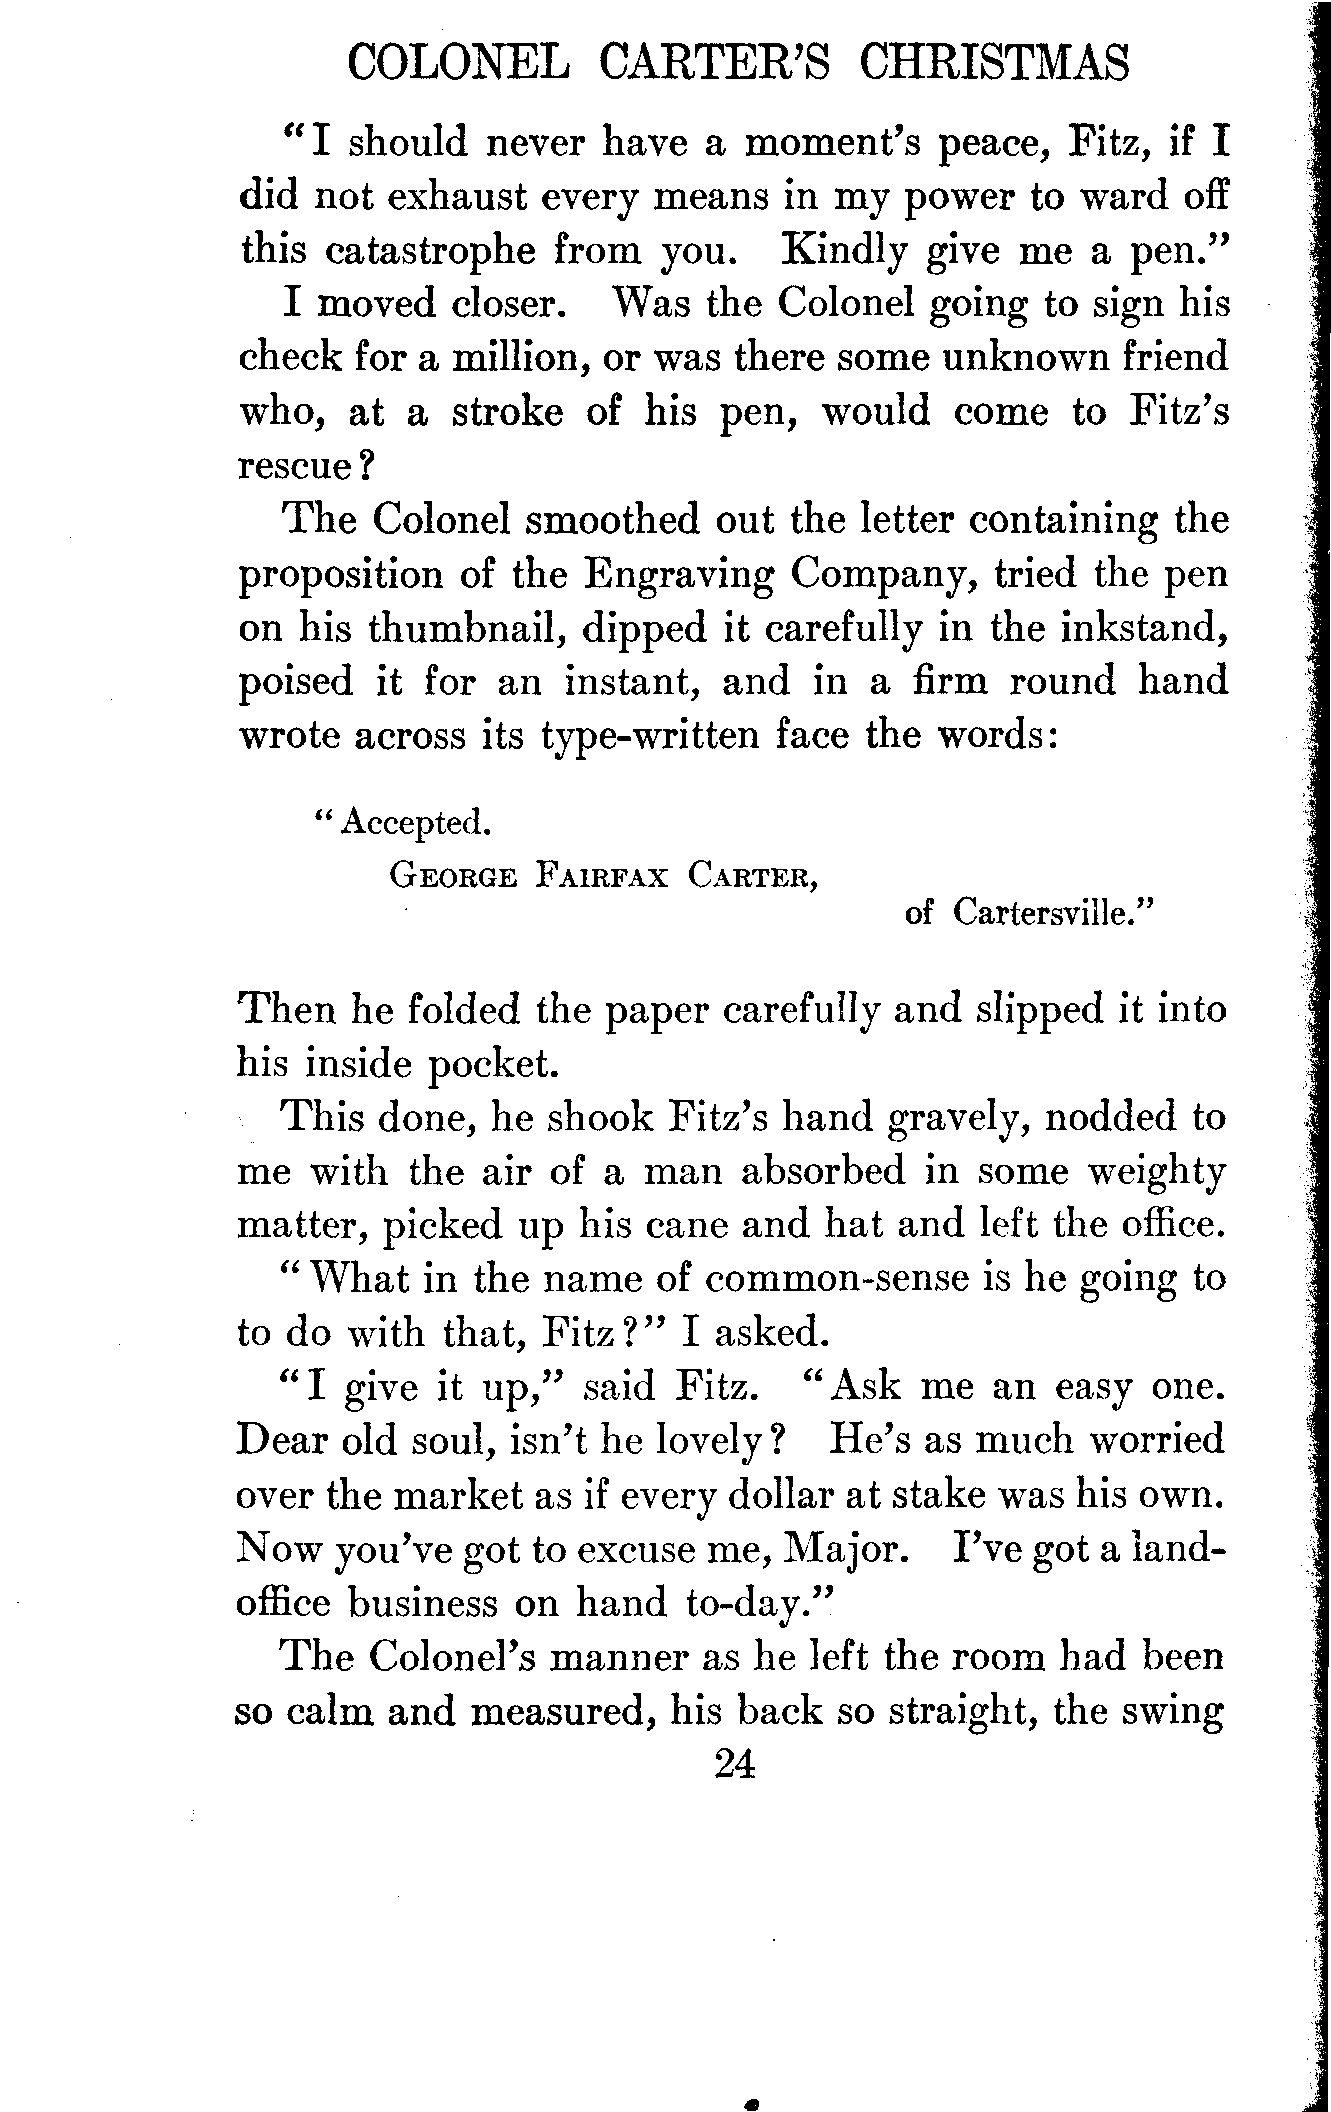 COLONEL CARTER'S CHRISTMAS
"I should never have a moment's peace, Fitz, if I
did not exhaust every means in my power to ward off
this catastrophe from you. Kindly give me a pen."
I moved closer. Was the Colonel going to sign his
check for a million, or was there some unknown friend
who, at a stroke of his pen, would come to Fitz's
rescue?
The Colonel smoothed out the letter containing the
proposition of the Engraving Company, tried the pen
on his thumbnail, dipped it carefully in the inkstand,
poised it for an instant, and in a firm round hand
wrote across its type-written face the words:
"Accepted.
GEORGE FAIRFAX CARTER,
of Cartersville."
Then he folded the paper carefully and slipped it into
his inside pocket.
This done, he shook Fitz's hand gravely, nodded to
me with the air of a man absorbed in some weighty
matter, picked up his cane and hat and left the office.
"What in the name of common-sense is he going to
to do with that, Fitz?" I asked.
"I give it up," said Fitz. "Ask me an easy one.
Dear old soul, isn't he lovely? He's as much worried
over the market as if every dollar at stake was his own.
Now you've got to excuse me, Major. I've got a land-
office business on hand to-day."
The Colonel's manner as he left the room had been
so calm and measured, his back so straight, the swing
24